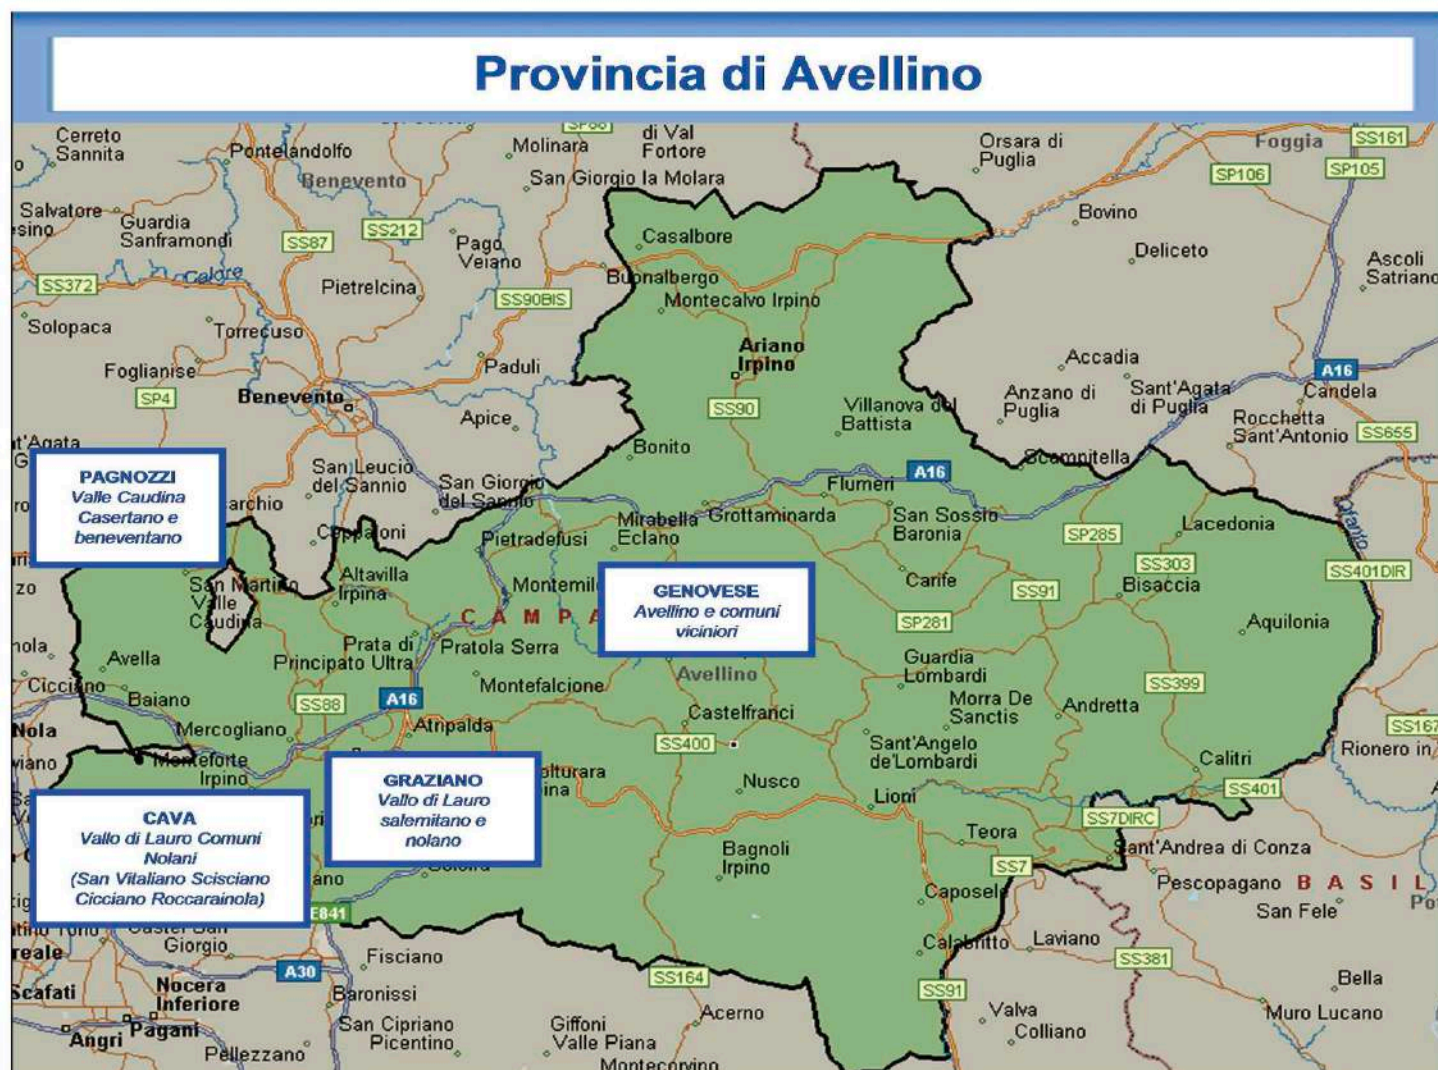 Provincia di Avellino
Cerreto
Sannita
Pontelandolfo
Benevento
Molinara
di Val
Fortore
San Giorgio la Molara
Orsara di
Puglia
Foggia
SS161
SP106
SP105
Salvatore
Guardia
Sanframondi
SS87
SS212
Pago
Veiano
Casalbore
Bovino
Deliceto
Ascoli
Satriano
SS372
Calore
Pietrelcina
SS90BIS
Buonalbergo
Montecalvo Irpino
Solopaca
Torrecuso
Foglianise
Paduli
Ariano
Irpino
Accadia
A16
Candela
SP4
Benevento
Apice
SS90
Villanova del
Battista
Anzano di
Puglia
Sant'Agata
di Puglia
Rocchetta
Sant'Antonio
SS655
Bonito
PAGNOZZI
Valle Caudina
Casertano e
beneventano
San Leucio
del Sannio
San Giorgio
del Sannio
A16
Scampitella
Flumeri
archio
Ceppaloni
Mirabella
Eclano
Grottaminarda
San Sossio
Baronia
SP285
Lacedonia
Ofanto
Pietradefusi
SS303
SS401DIR
San Martino
Valle
Caudina
Altavilla
Irpina
Montemile
GENOVESE
Avellino e comuni
viciniori
Carife
SS91
Bisaccia
CAMPA
SP281
Aquilonia
Avella
Prata di
Principato Ultra
Pratola Serra
Avellino
Guardia
Lombardi
Cicciano
Baiano
SS88
A16
Montefalcione
Morra De
Sanctis
Andretta
SS399
Nola
Mercogliano
Atripalda
Castelfranci
SS400
Sant'Angelo
de'Lombardi
SS167
Rionero in
Monteforte
Irpino
GRAZIANO
Vallo di Lauro
salernitano e
nolano
Nusco
Lioni
Calitri
SS401
CAVA
Vallo di Lauro Comuni
Nolani
(San Vitaliano Scisciano
Cicciano Roccarainola)
Bagnoli
Irpino
Teora
SS7DIRC
SS7
Sant'Andrea di Conza
Pescopagano
BASIL
San Fele
Caposele
E841
Giorgio
Fisciano
Calabritto
Laviano
SS381
A30
SS164
SS91
Bella
Scafati
Nocera
Inferiore
Baronissi
Acerno
Valva
Colliano
Muro Lucano
Angri
Pagani
San Cipriano
Picentino
Giffoni
Valle Piana
Pellezzano
Montecorvino